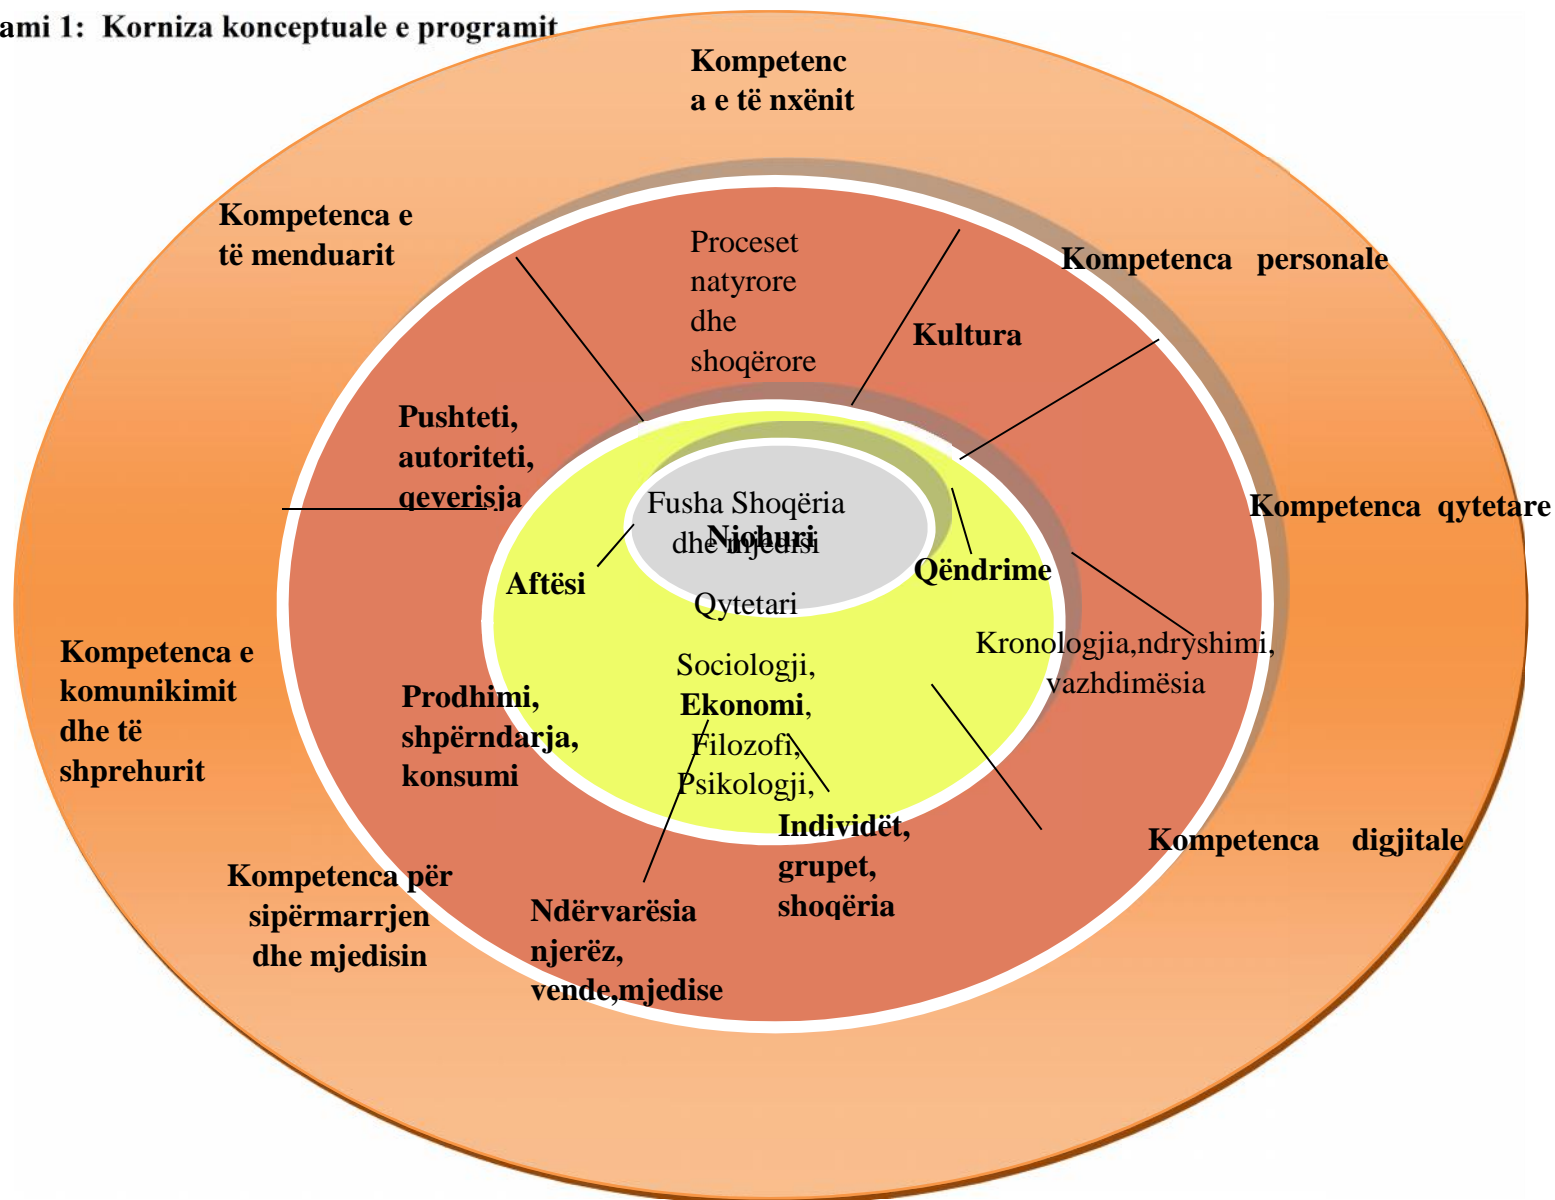 ami 1: Korniza konceptuale e programit
Kompetenc
a e të nxënit
Kompetenca e
të menduarit
Proceset
natyrore
dhe
shoqërore
Kompetenca personale
Kultura
Pushteti,
autoriteti,
qeverisja
Fusha Shoqëria
dhe mjedisi
Njohuri
Kompetenca qytetare
Aftësi
Qëndrime
Qytetari
Kronologjia,ndryshimi,
vazhdimësia
Kompetenca e
komunikimit
dhe të
shprehurit
Prodhimi,
shpërndarja,
konsumi
Sociologji,
Ekonomi,
Filozofi,
Psikologji,
Individët,
grupet,
shoqëria
Kompetenca digjitale
Kompetenca për
sipërmarrjen
dhe mjedisin
Ndërvarësia
njerëz,
vende,mjedise